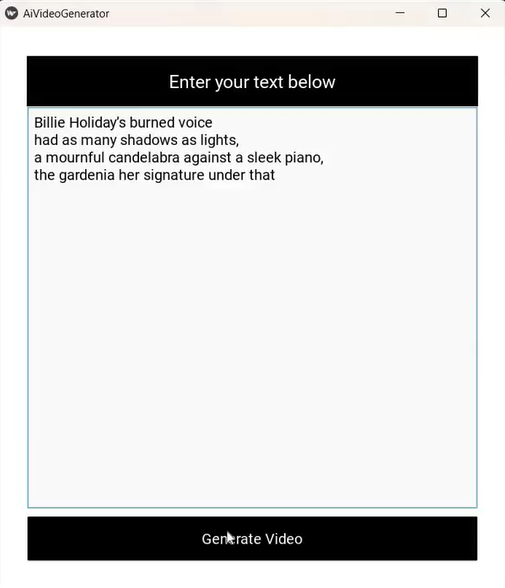 AiVideoGenerator
Enter your text below
Billie Holiday's burned voice
had as many shadows as lights,
a mournful candelabra against a sleek piano,
the gardenia her signature under that
Generate Video